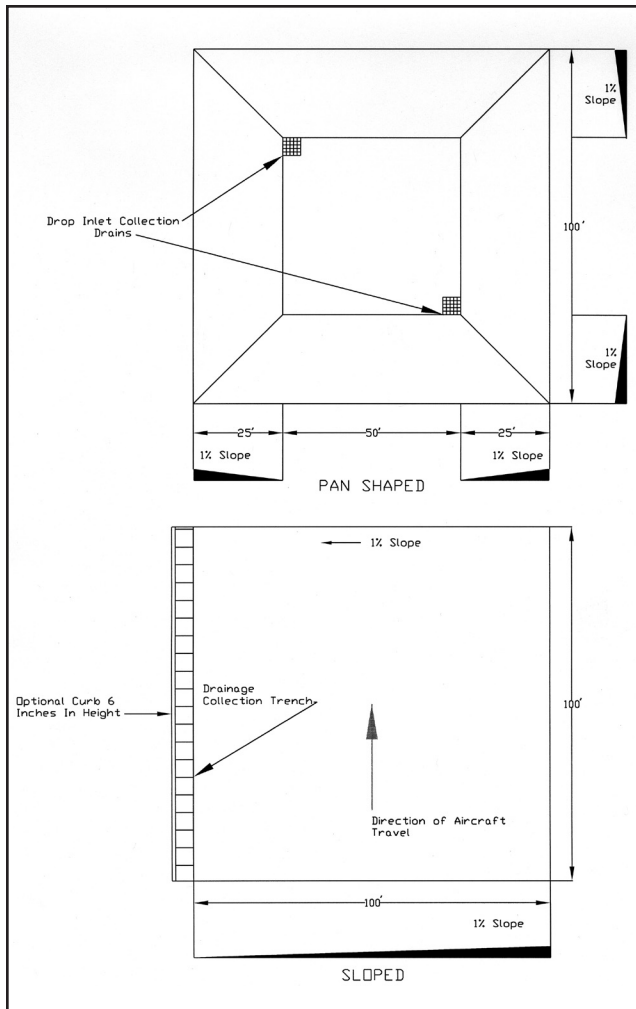 1%
Slope
Drop Inlet Collection
Drains
100'
1%
Slope
25'
50'
25'
1% Slope
1% Slope
PAN SHAPED
1% Slope
Optional Curb 6
Inches In Height
Drainage
Collection Trench
100'
Direction of Aircraft
Travel
100'
1% Slope
SLOPED